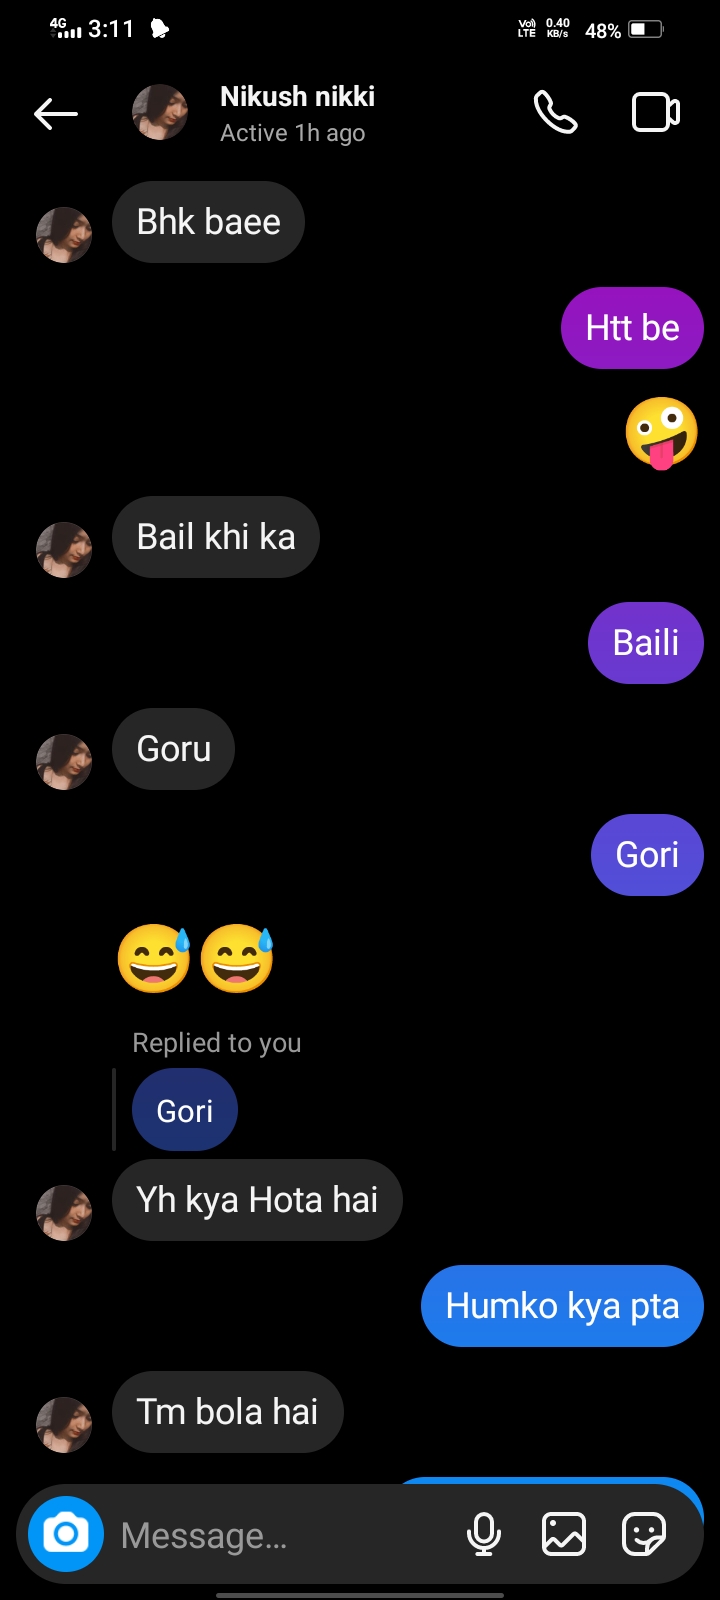 4G 3:11 Vo) LTE 0.40 KB/s 48%
Nikush nikki
Active 1h ago
Bhk baee
Htt be
Bail khi ka
Baili
Goru
Gori
Replied to you
Gori
Yh kya Hota hai
Humko kya pta
Tm bola hai
Message...